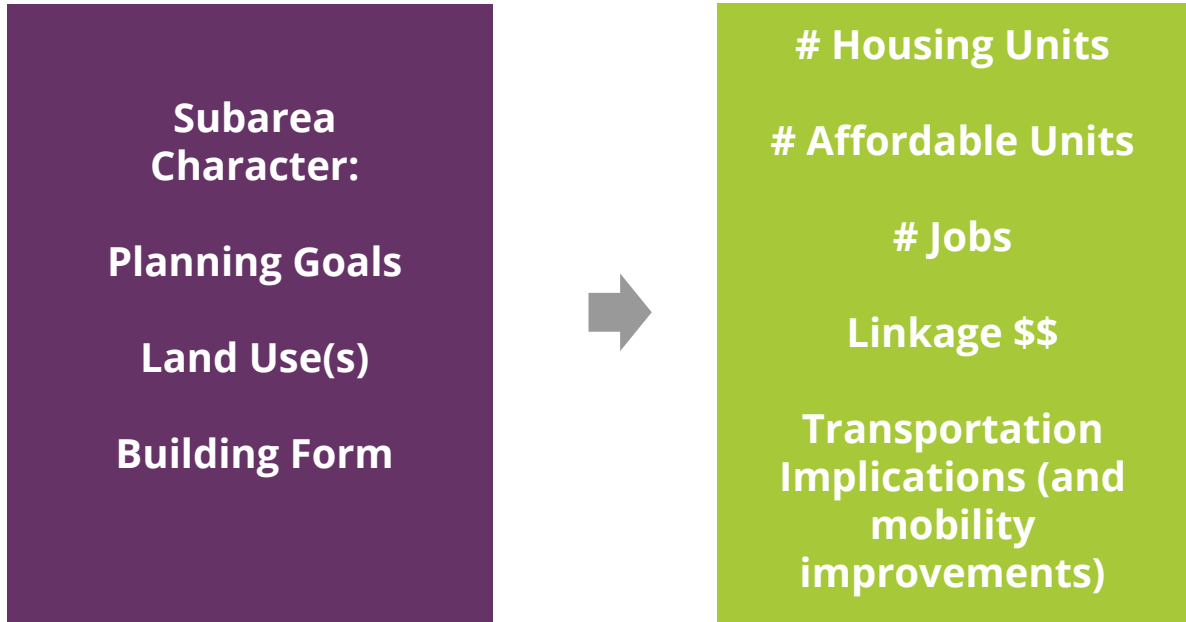 Subarea
Character:
Planning Goals
Land Use(s)
Building Form
# Housing Units
# Affordable Units
# Jobs
Linkage $$
Transportation
Implications (and
mobility
improvements)